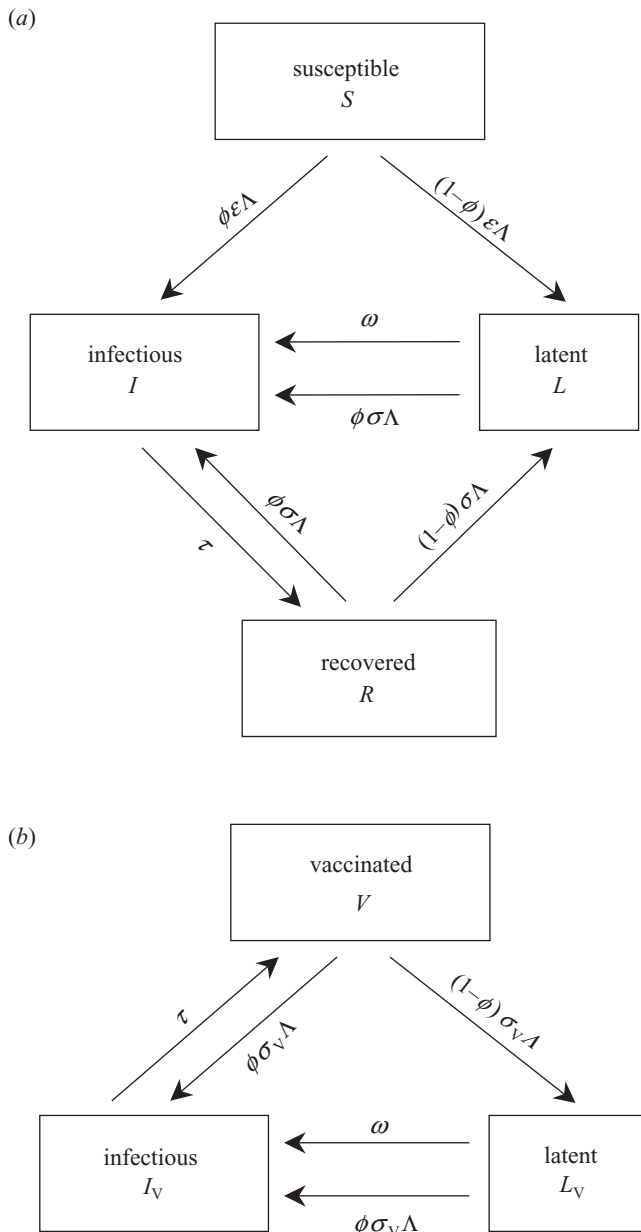 (a)
susceptible
S
ϕεΛ
(1–ϕ)εΛ
infectious
I
ω
ϕσΛ
latent
L
τ
ϕσΛ
(1–ϕ)σΛ
recovered
R
(b)
vaccinated
V
τ
ϕσVΛ
(1–ϕ)σVΛ
infectious
IV
ω
ϕσVΛ
latent
LV